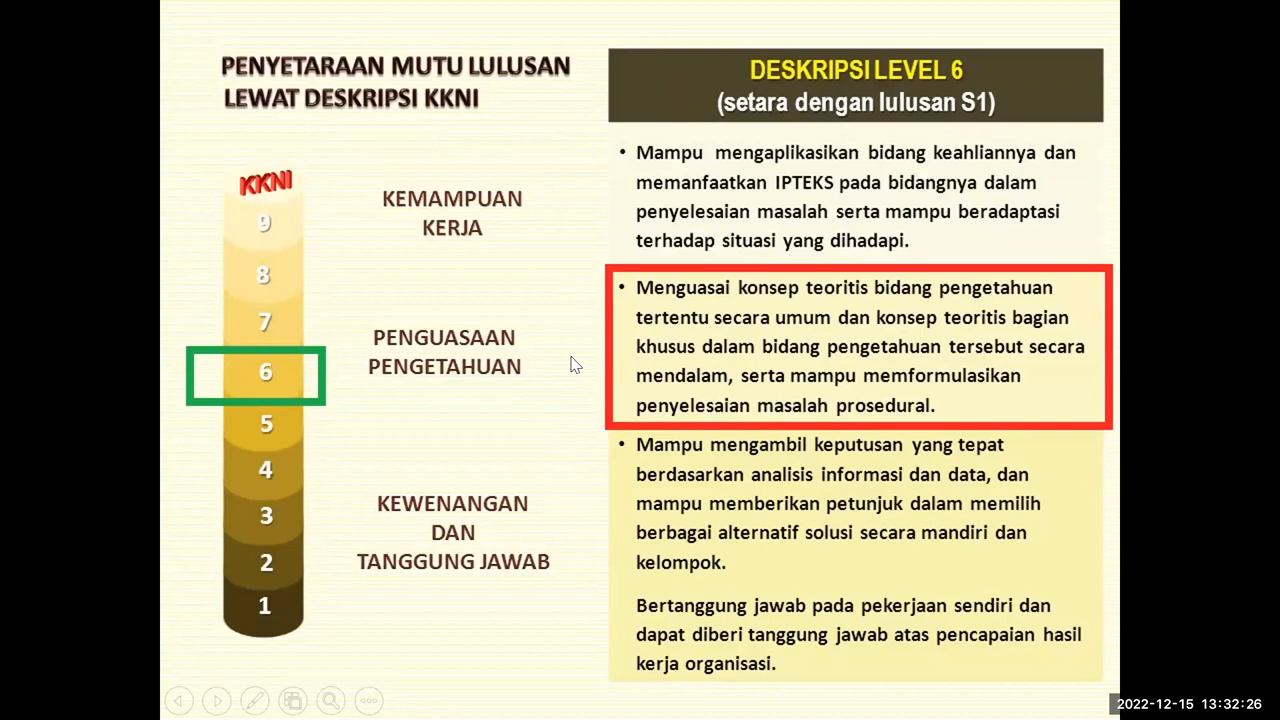 PENYETARAAN MUTU LULUSAN
LEWAT DESKRIPSI KKNI
KKNI
9
8
7
6
5
4
3
2
1
KEMAMPUAN
KERJA
PENGUASAAN
PENGETAHUAN
KEWENANGAN
DAN
TANGGUNG JAWAB
DESKRIPSI LEVEL 6
(setara dengan lulusan S1)
• Mampu mengaplikasikan bidang keahliannya dan
memanfaatkan IPTEKS pada bidangnya dalam
penyelesaian masalah serta mampu beradaptasi
terhadap situasi yang dihadapi.
• Menguasai konsep teoritis bidang pengetahuan
tertentu secara umum dan konsep teoritis bagian
khusus dalam bidang pengetahuan tersebut secara
mendalam, serta mampu memformulasikan
penyelesaian masalah prosedural.
• Mampu mengambil keputusan yang tepat
berdasarkan analisis informasi dan data, dan
mampu memberikan petunjuk dalam memilih
berbagai alternatif solusi secara mandiri dan
kelompok.
Bertanggung jawab pada pekerjaan sendiri dan
dapat diberi tanggung jawab atas pencapaian hasil
kerja organisasi.
2022-12-15 13:32:26